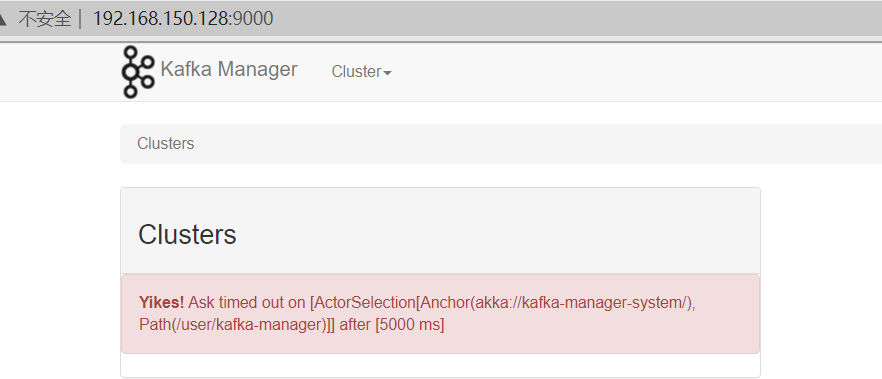 不安全 192.168.150.128:9000
Kafka Manager Cluster
Clusters
Clusters
Yikes! Ask timed out on [ActorSelection[Anchor(akka://kafka-manager-system/),
Path(/user/kafka-manager)]] after [5000 ms]